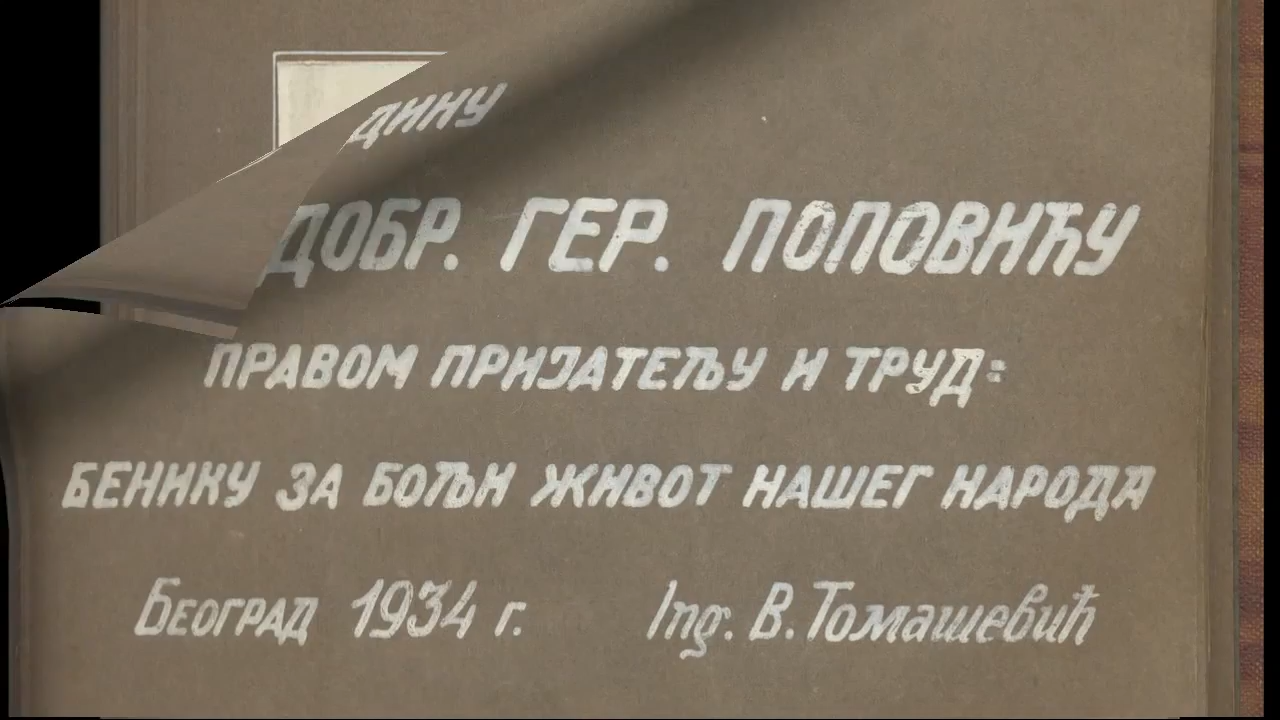 ДИНУ
ДОБР. ГЕР. ПОПОВИЋУ
ПРАВОМ ПРИЈАТЕЉУ И ТРУД:
БЕНИКУ ЗА БОЉИ ЖИВОТ НАШЕГ НАРОДА
БЕОГРАД 1934 г.
Ing. В. Томашевић